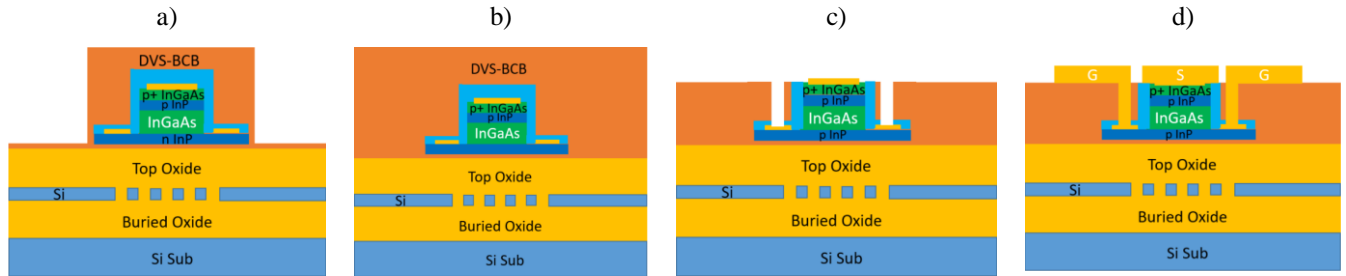 a) b) c) d)
DVS-BCB
p+ InGaAs
p InP
InGaAs
n InP
Top Oxide
Si
Buried Oxide
Si Sub
DVS-BCB
p+ InGaAs
p InP
InGaAs
p InP
Top Oxide
Si
Buried Oxide
Si Sub
p+ InGaAs
p InP
InGaAs
p InP
Top Oxide
Si
Buried Oxide
Si Sub
G S G
p+ InGaAs
p InP
InGaAs
p InP
Top Oxide
Si
Buried Oxide
Si Sub